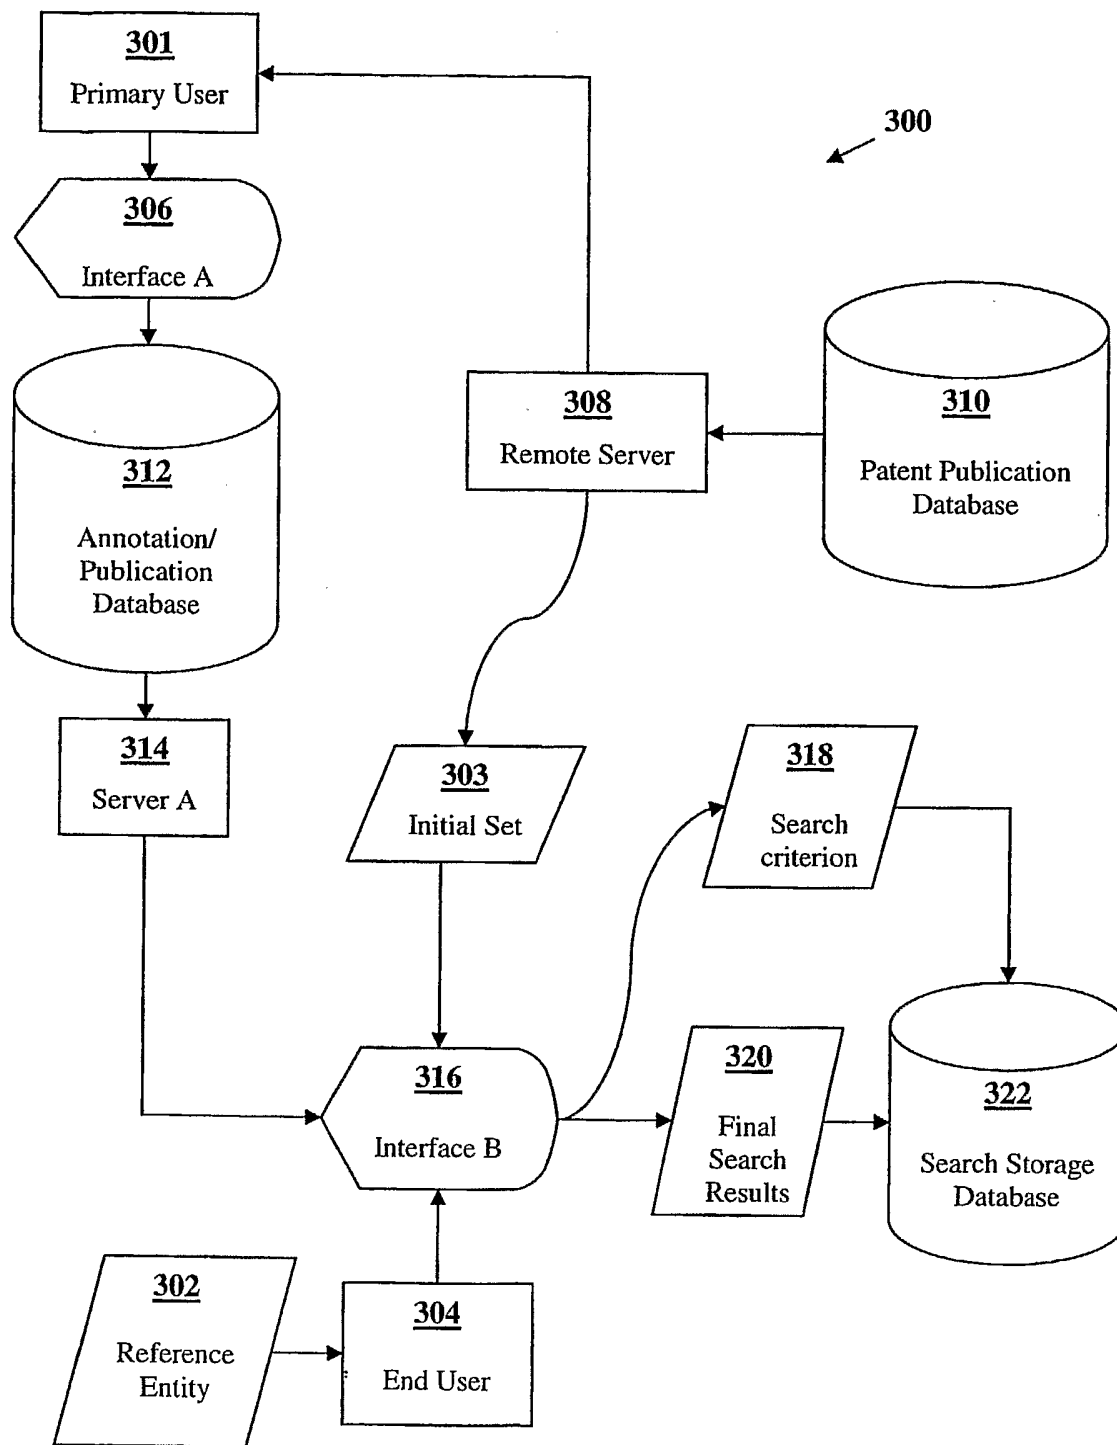 301
Primary User
300
306
Interface A
308
Remote Server
310
Patent Publication
Database
312
Annotation/
Publication
Database
314
Server A
303
Initial Set
318
Search
criterion
316
Interface B
320
Final
Search
Results
322
Search Storage
Database
302
Reference
Entity
304
End User